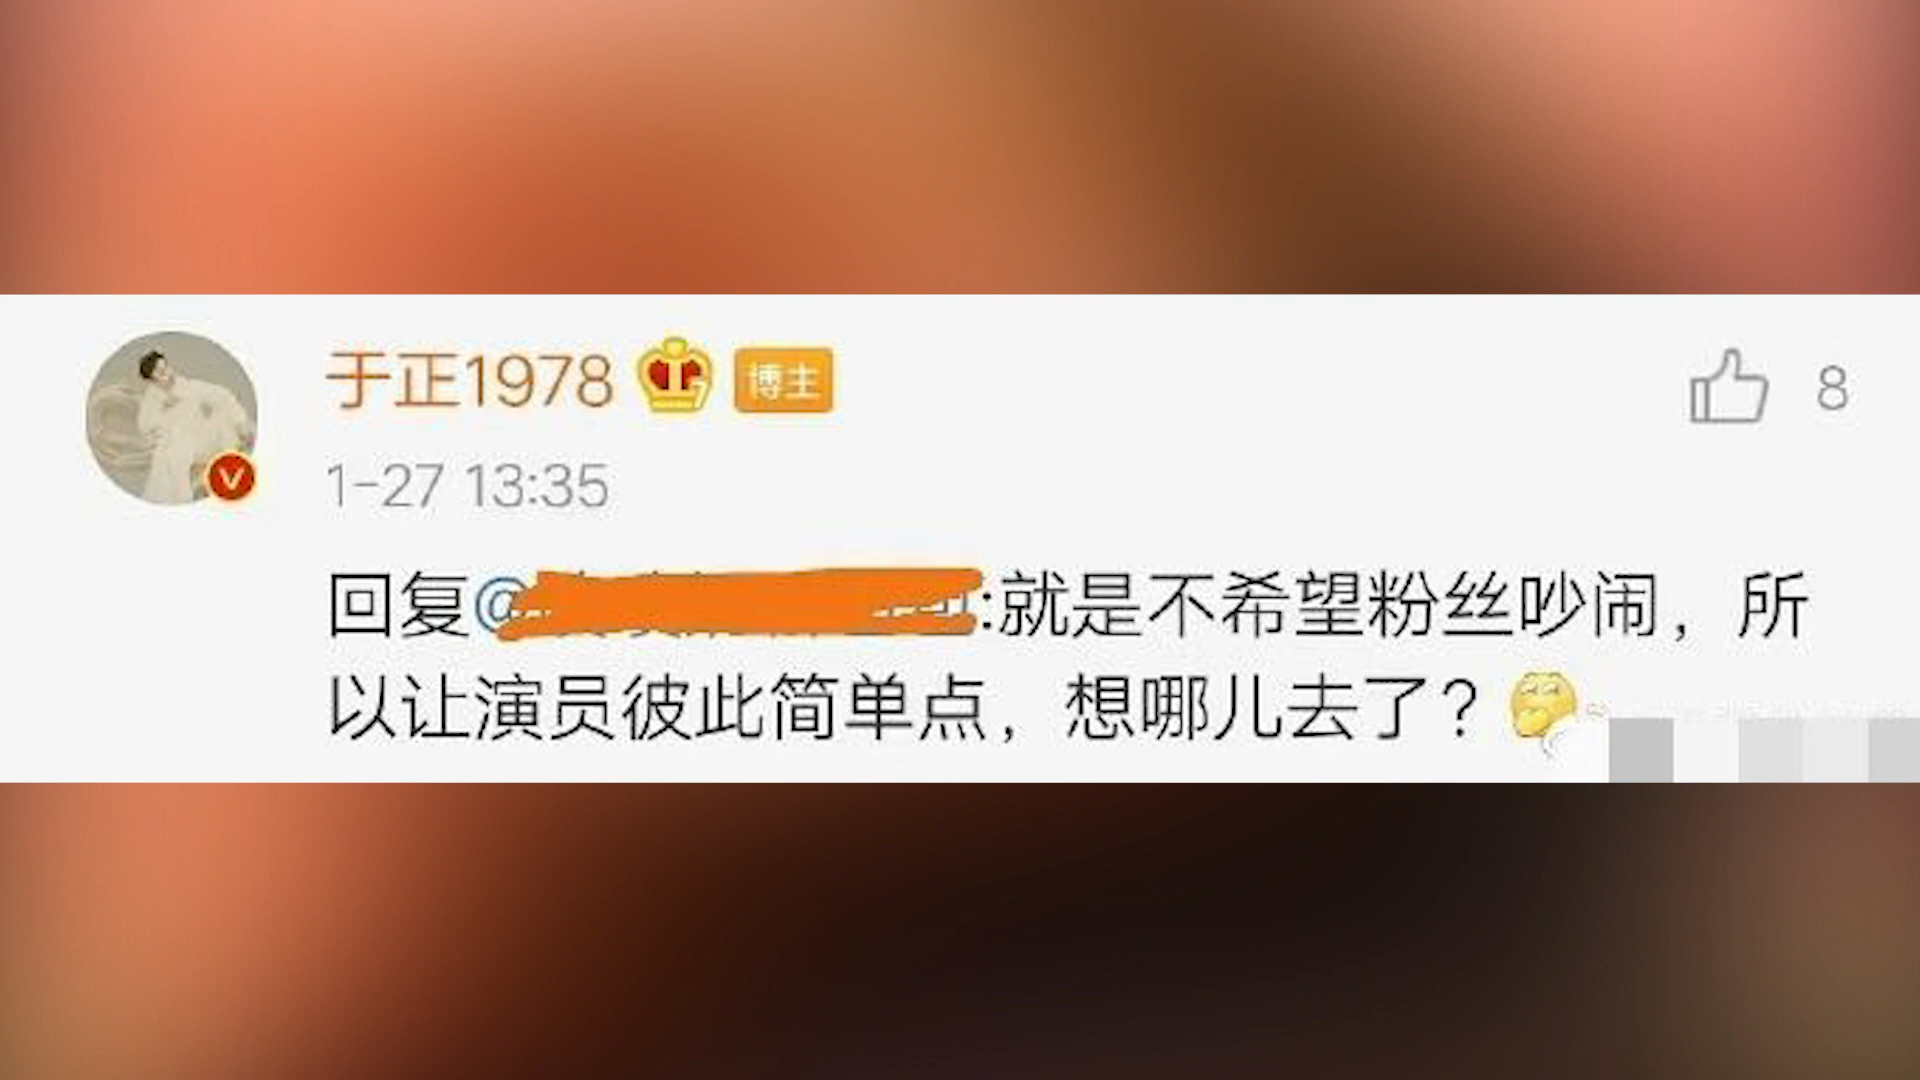 于正1978 博主
8
1-27 13:35
回复@:就是不希望粉丝吵闹，所
以让演员彼此简单点，想哪儿去了？